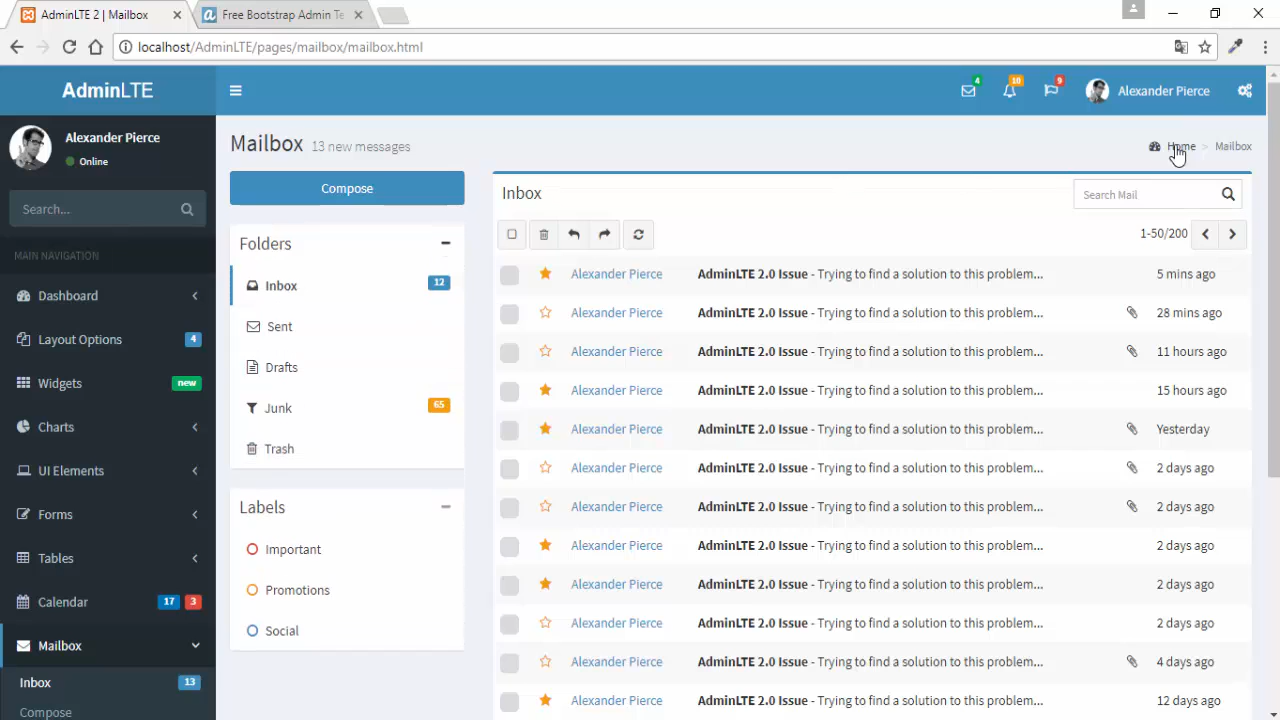 AdminLTE 2 | Mailbox
Free Bootstrap Admin Te
localhost/AdminLTE/pages/mailbox/mailbox.html
AdminLTE
4
10
9
Alexander Pierce
Alexander Pierce
Online
Search...
MAIN NAVIGATION
Dashboard
Layout Options 4
Widgets new
Charts
UI Elements
Forms
Tables
Calendar 17 3
Mailbox
Inbox 13
Compose
Mailbox 13 new messages
Home > Mailbox
Compose
Folders
Inbox 12
Sent
Drafts
Junk 65
Trash
Labels
Important
Promotions
Social
Inbox
Search Mail
1-50/200
Alexander Pierce AdminLTE 2.0 Issue - Trying to find a solution to this problem... 5 mins ago
Alexander Pierce AdminLTE 2.0 Issue - Trying to find a solution to this problem... 28 mins ago
Alexander Pierce AdminLTE 2.0 Issue - Trying to find a solution to this problem... 11 hours ago
Alexander Pierce AdminLTE 2.0 Issue - Trying to find a solution to this problem... 15 hours ago
Alexander Pierce AdminLTE 2.0 Issue - Trying to find a solution to this problem... Yesterday
Alexander Pierce AdminLTE 2.0 Issue - Trying to find a solution to this problem... 2 days ago
Alexander Pierce AdminLTE 2.0 Issue - Trying to find a solution to this problem... 2 days ago
Alexander Pierce AdminLTE 2.0 Issue - Trying to find a solution to this problem... 2 days ago
Alexander Pierce AdminLTE 2.0 Issue - Trying to find a solution to this problem... 2 days ago
Alexander Pierce AdminLTE 2.0 Issue - Trying to find a solution to this problem... 2 days ago
Alexander Pierce AdminLTE 2.0 Issue - Trying to find a solution to this problem... 4 days ago
Alexander Pierce AdminLTE 2.0 Issue - Trying to find a solution to this problem... 12 days ago